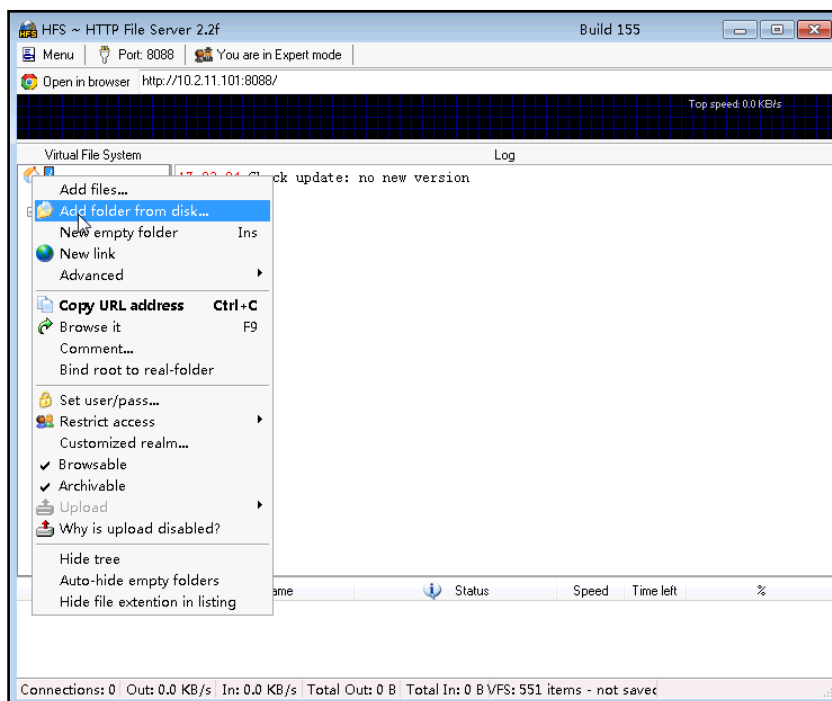 HFS ~ HTTP File Server 2.2f Build 155
Menu Port: 8088 You are in Expert mode
Open in browser http://10.2.11.101:8088/
Top speed: 0.0 KB/s
Virtual File System Log
Check update: no new version
Add files...
Add folder from disk...
New empty folder Ins
New link
Advanced
Copy URL address Ctrl+C
Browse it F9
Comment...
Bind root to real-folder
Set user/pass...
Restrict access
Customized realm...
Browsable
Archivable
Upload
Why is upload disabled?
Hide tree
Auto-hide empty folders
Hide file extention in listing
Status Speed Time left %
Connections: 0 Out: 0.0 KB/s In: 0.0 KB/s Total Out: 0 B Total In: 0 B VFS: 551 items - not saved